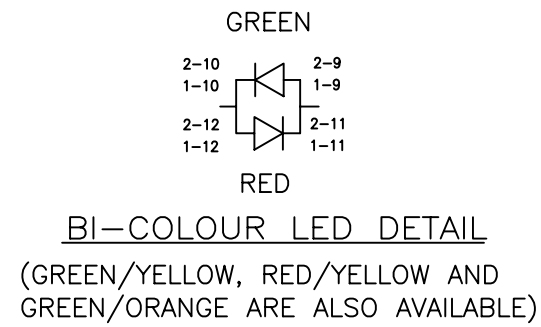 GREEN
2-10 2-9
1-10 1-9
2-12 2-11
1-12 1-11
RED
BI-COLOUR LED DETAIL
(GREEN/YELLOW, RED/YELLOW AND
GREEN/ORANGE ARE ALSO AVAILABLE)